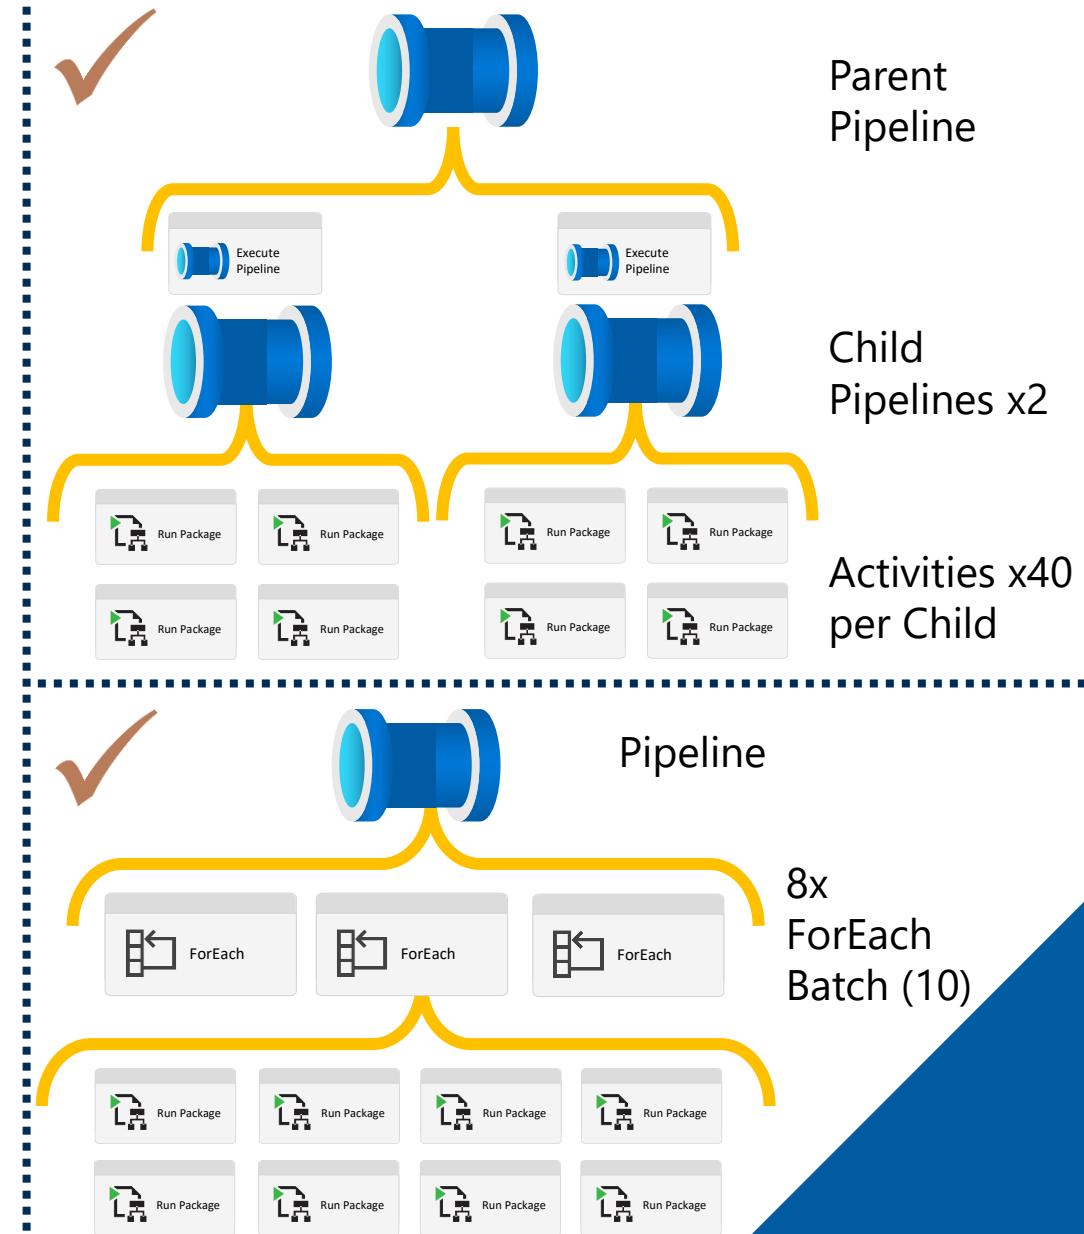 Parent
Pipeline
Execute
Pipeline
Execute
Pipeline
Child
Pipelines x2
Run Package
Run Package
Run Package
Run Package
Run Package
Run Package
Run Package
Run Package
Activities x40
per Child
Pipeline
ForEach
ForEach
ForEach
8x
ForEach
Batch (10)
Run Package
Run Package
Run Package
Run Package
Run Package
Run Package
Run Package
Run Package